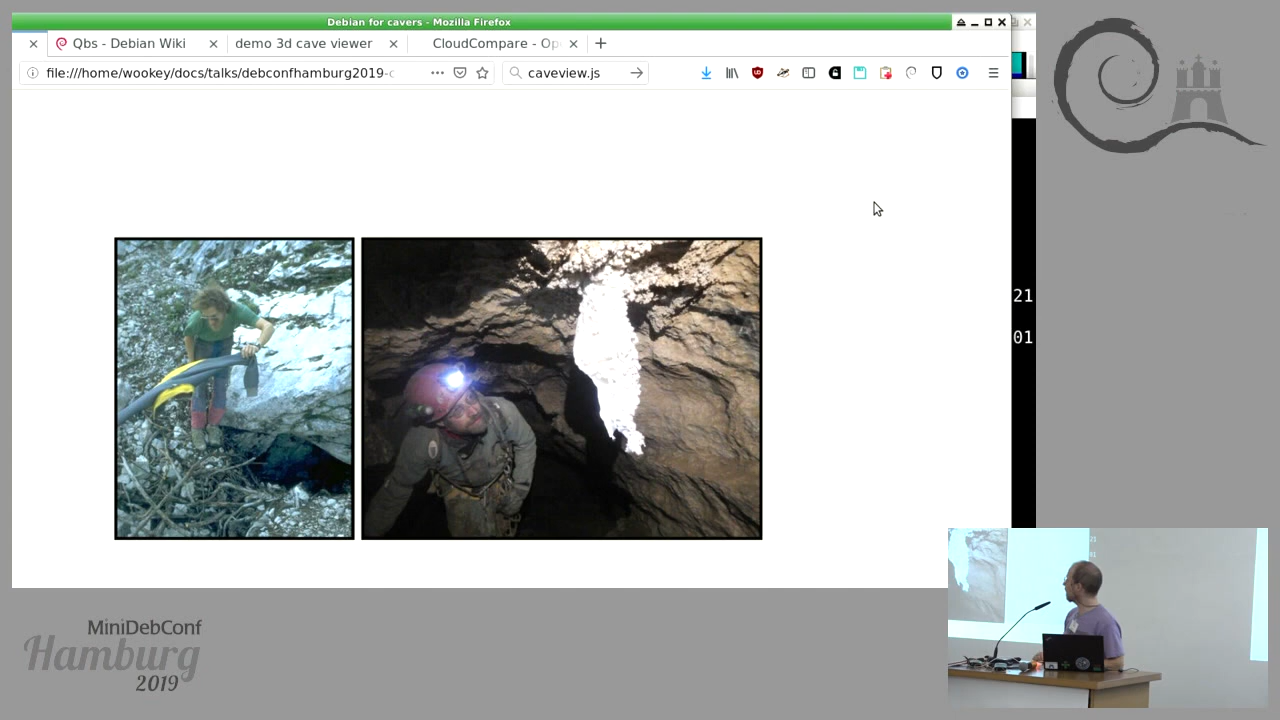 Debian for cavers - Mozilla Firefox
Qbs - Debian Wiki
demo 3d cave viewer
CloudCompare - Op
file:///home/wookey/docs/talks/debconfhamburg2019-c
caveview.js
21
01
MiniDebConf
Hamburg
2019